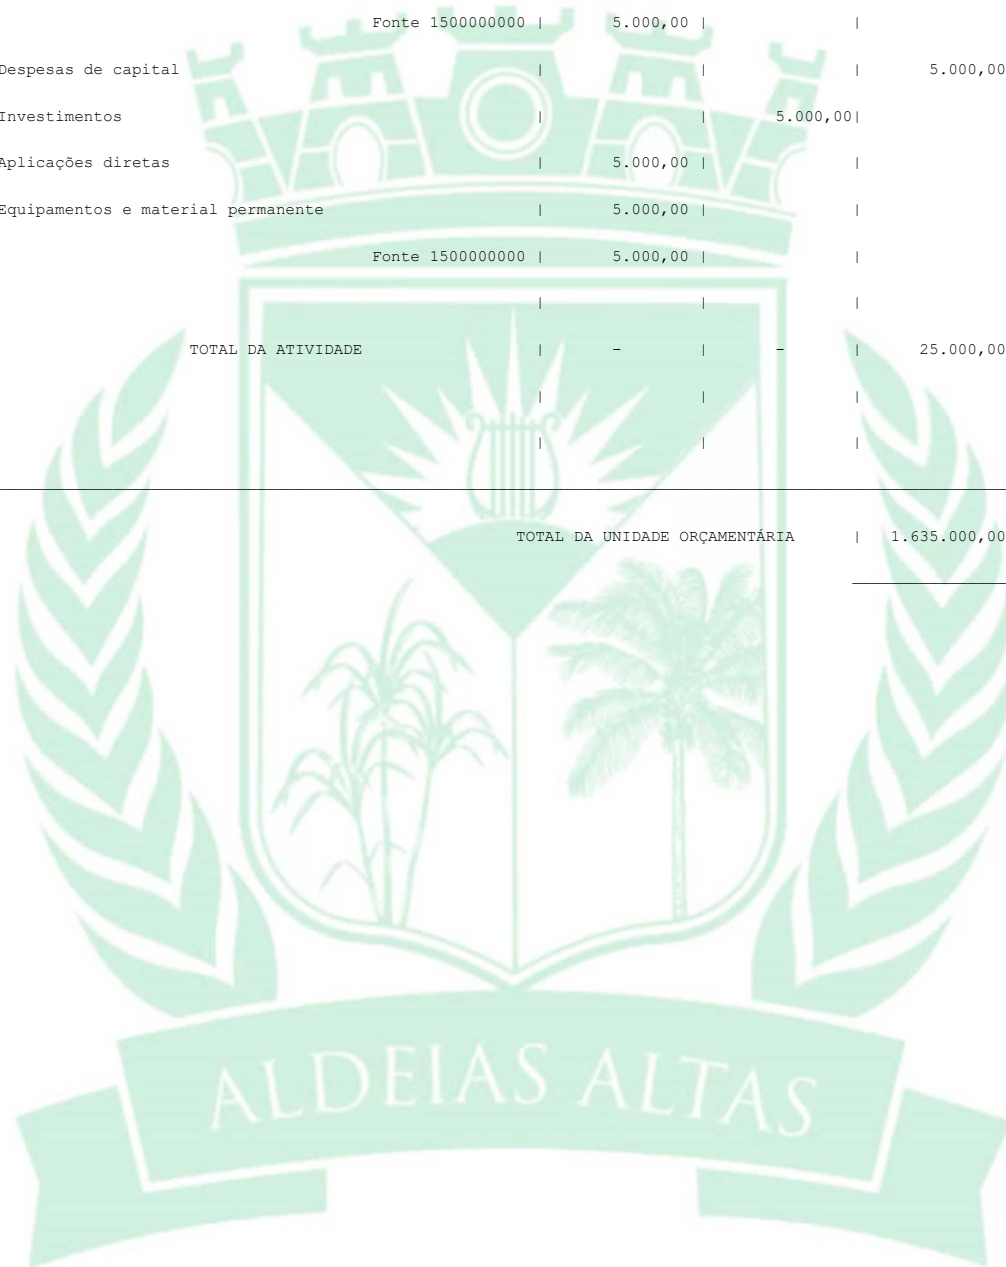 Fonte 1500000000 | 5.000,00 | |
Despesas de capital | | | 5.000,00
Investimentos | | 5.000,00|
Aplicações diretas | 5.000,00 | |
Equipamentos e material permanente | 5.000,00 | |
Fonte 1500000000 | 5.000,00 | |
| | |
TOTAL DA ATIVIDADE | - | - | 25.000,00
| | |
| | |
TOTAL DA UNIDADE ORÇAMENTÁRIA | 1.635.000,00
ALDEIAS ALTAS